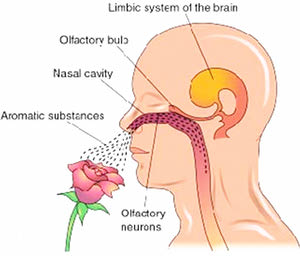 Limbic system of the brain
Olfactory bulb
Nasal cavity
Aromatic substances
Olfactory
neurons